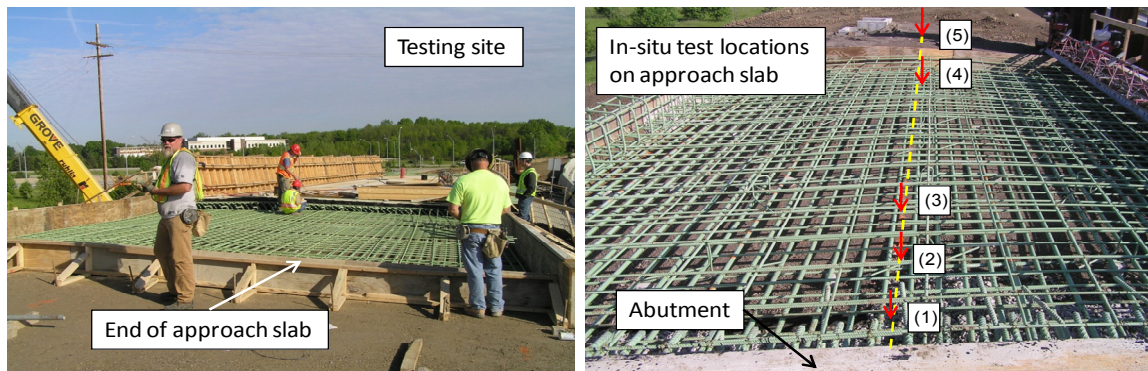 Testing site
GROVE
End of approach slab
In-situ test locations
on approach slab
(5)
(4)
(3)
(2)
(1)
Abutment